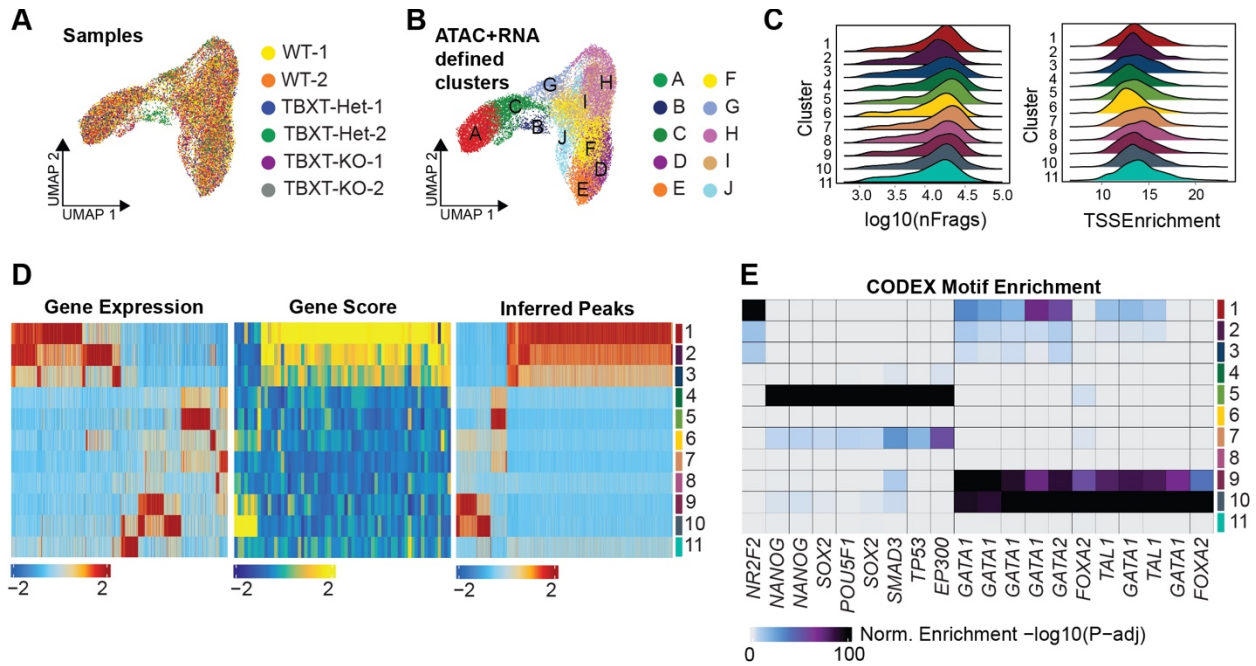 A
Samples
WT-1
WT-2
TBXT-Het-1
TBXT-Het-2
TBXT-KO-1
TBXT-KO-2
UMAP 2
UMAP 1
B
ATAC+RNA
defined
clusters
G
H
C
I
A
B
J
F
D
E
UMAP 2
UMAP 1
A F
B G
C H
D I
E J
C
Cluster
1
2
3
4
5
6
7
8
9
10
11
3.0 3.5 4.0 4.5 5.0
log10(nFrags)
Cluster
1
2
3
4
5
6
7
8
9
10
11
10 15 20
TSSEnrichment
D
Gene Expression Gene Score Inferred Peaks
1
2
3
4
5
6
7
8
9
10
11
−2 2 −2 2 −2 2
E
CODEX Motif Enrichment
1
2
3
4
5
6
7
8
9
10
11
NR2F2
NANOG
NANOG
SOX2
POU5F1
SOX2
SMAD3
TP53
EP300
GATA1
GATA1
GATA1
GATA1
GATA2
FOXA2
TAL1
GATA1
TAL1
GATA1
FOXA2
Norm. Enrichment −log10(P−adj)
0 100